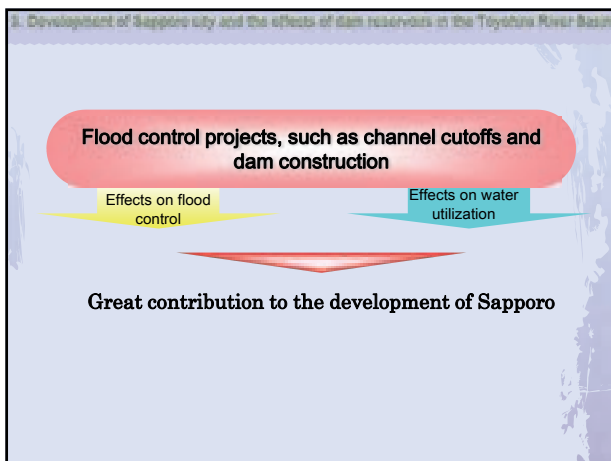 Development of Sapporo city and the effects of dam reservoirs in the Toyohira River Basin
Flood control projects, such as channel cutoffs and
dam construction
Effects on flood
control
Effects on water
utilization
Great contribution to the development of Sapporo